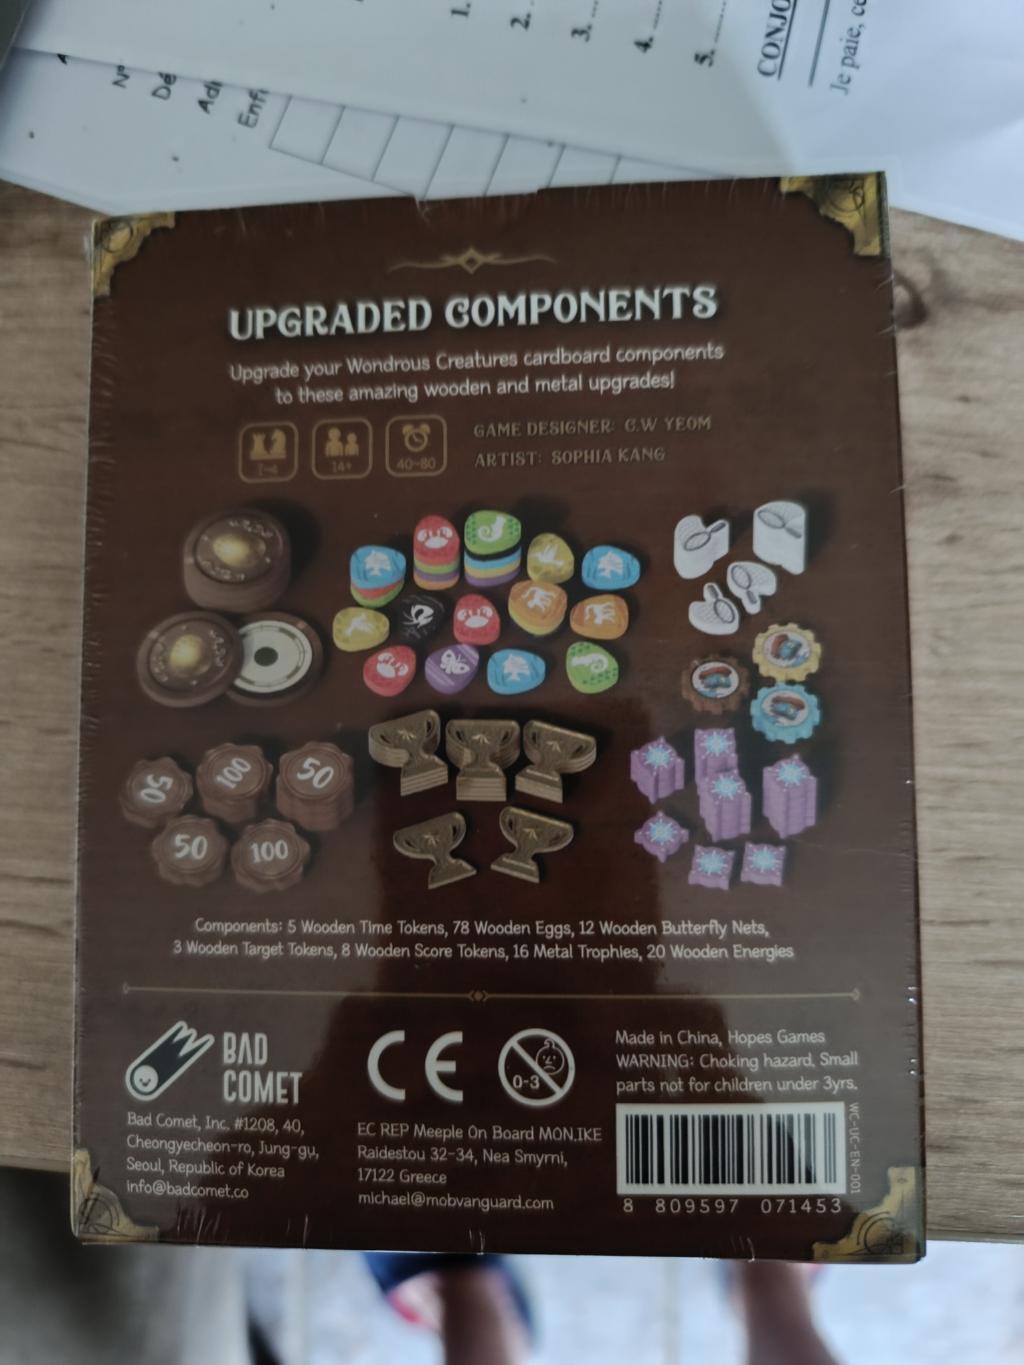 1. ......
2. ......
3. ......
4. ......
5. ......
CONJO
Je paie, ce
N°
Dé
Enf
UPGRADED COMPONENTS
Upgrade your Wondrous Creatures cardboard components
to these amazing wooden and metal upgrades!
1-4
14+
40-80
GAME DESIGNER: C.W YEOM
ARTIST: SOPHIA KANG
50
100
50
50
100
Components: 5 Wooden Time Tokens, 78 Wooden Eggs, 12 Wooden Butterfly Nets,
3 Wooden Target Tokens, 8 Wooden Score Tokens, 16 Metal Trophies, 20 Wooden Energies
BAD
COMET
Bad Comet, Inc. #1208, 40,
Cheongyecheon-ro, Jung-gu,
Seoul, Republic of Korea
info@badcomet.co
CE
0-3
EC REP Meeple On Board MON.IKE
Raidestou 32-34, Nea Smyrni,
17122 Greece
michael@mobvanguard.com
Made in China, Hopes Games
WARNING: Choking hazard. Small
parts not for children under 3yrs.
WC-UC-EN-001
8 809597 071453